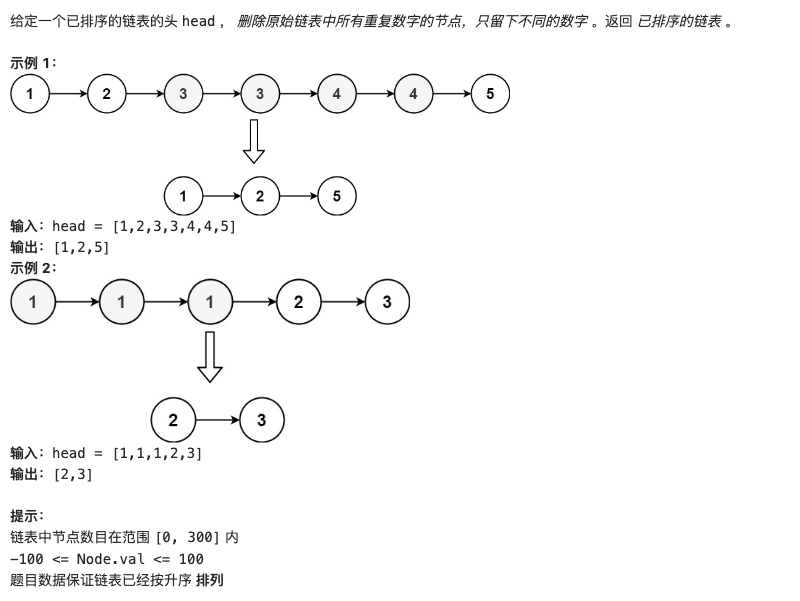 给定一个已排序的链表的头 head ， 删除原始链表中所有重复数字的节点，只留下不同的数字 。返回 已排序的链表 。
示例 1：
1 2 3 3 4 4 5
1 2 5
输入：head = [1,2,3,3,4,4,5]
输出：[1,2,5]
示例 2：
1 1 1 2 3
2 3
输入：head = [1,1,1,2,3]
输出：[2,3]
提示：
链表中节点数目在范围 [0, 300] 内
-100 <= Node.val <= 100
题目数据保证链表已经按升序 排列